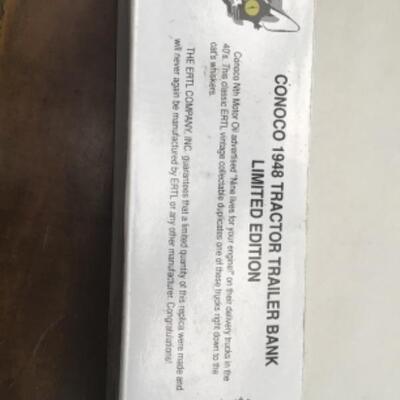 CONOCO 1948 TRACTOR TRAILER BANK
LIMITED EDITION
Conoco Nth Motor Oil advertised "Nine lives for your engine!" on their delivery trucks in the
40's. This classic ERTL vintage collectable duplicates one of these trucks right down to the
cat's whiskers.
THE ERTL COMPANY, INC. guarantees that a limited quantity of this replica were made and
will never again be manufactured by ERTL or any other manufacturer. Congratulations!